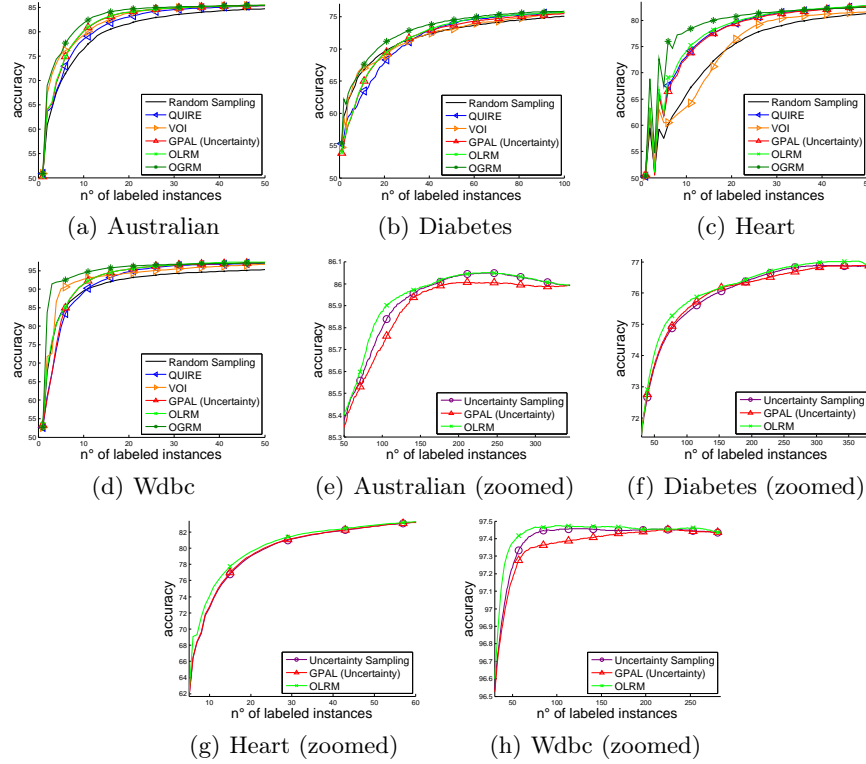 85
80
75
70
65
60
55
50
0
10
20
30
40
50
accuracy
n° of labeled instances
Random Sampling
QUIRE
VOI
GPAL (Uncertainty)
OLRM
OGRM
(a) Australian
75
70
65
60
55
50
0
20
40
60
80
100
accuracy
n° of labeled instances
Random Sampling
QUIRE
VOI
GPAL (Uncertainty)
OLRM
OGRM
(b) Diabetes
80
75
70
65
60
55
50
0
10
20
30
40
50
accuracy
n° of labeled instances
Random Sampling
QUIRE
VOI
GPAL (Uncertainty)
OLRM
OGRM
(c) Heart
95
90
85
80
75
70
65
60
55
50
0
10
20
30
40
50
accuracy
n° of labeled instances
Random Sampling
QUIRE
VOI
GPAL (Uncertainty)
OLRM
OGRM
(d) Wdbc
86.1
86
85.9
85.8
85.7
85.6
85.5
85.4
85.3
50
100
150
200
250
300
accuracy
n° of labeled instances
Uncertainty Sampling
GPAL (Uncertainty)
OLRM
(e) Australian (zoomed)
77
76
75
74
73
72
50
100
150
200
250
300
350
accuracy
n° of labeled instances
Uncertainty Sampling
GPAL (Uncertainty)
OLRM
(f) Diabetes (zoomed)
82
80
78
76
74
72
70
68
66
64
62
10
20
30
40
50
60
accuracy
n° of labeled instances
Uncertainty Sampling
GPAL (Uncertainty)
OLRM
(g) Heart (zoomed)
97.5
97.4
97.3
97.2
97.1
97
96.9
96.8
96.7
96.6
96.5
50
100
150
200
250
accuracy
n° of labeled instances
Uncertainty Sampling
GPAL (Uncertainty)
OLRM
(h) Wdbc (zoomed)